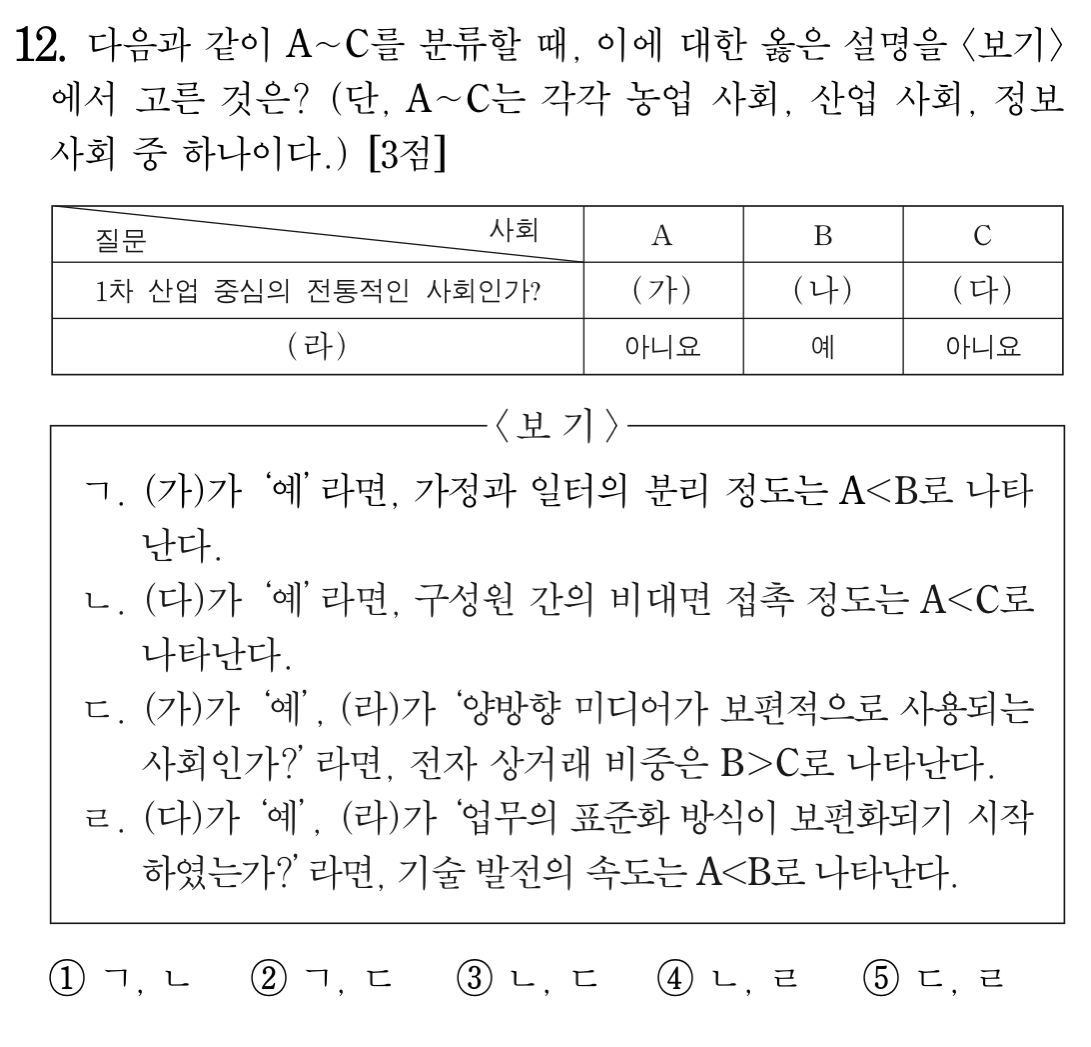 12. 다음과 같이 A~C를 분류할 때, 이에 대한 옳은 설명을 〈보기〉
에서 고른 것은? (단, A~C는 각각 농업 사회, 산업 사회, 정보
사회 중 하나이다.) [3점]
질문 사회 A B C
1차 산업 중심의 전통적인 사회인가? (가) (나) (다)
(라) 아니요 예 아니요
〈보 기〉
ㄱ. (가)가 ‘예’라면, 가정과 일터의 분리 정도는 A<B로 나타
난다.
ㄴ. (다)가 ‘예’라면, 구성원 간의 비대면 접촉 정도는 A<C로
나타난다.
ㄷ. (가)가 ‘예’, (라)가 ‘양방향 미디어가 보편적으로 사용되는
사회인가?’라면, 전자 상거래 비중은 B>C로 나타난다.
ㄹ. (다)가 ‘예’, (라)가 ‘업무의 표준화 방식이 보편화되기 시작
하였는가?’라면, 기술 발전의 속도는 A<B로 나타난다.
① ㄱ, ㄴ ② ㄱ, ㄷ ③ ㄴ, ㄷ ④ ㄴ, ㄹ ⑤ ㄷ, ㄹ